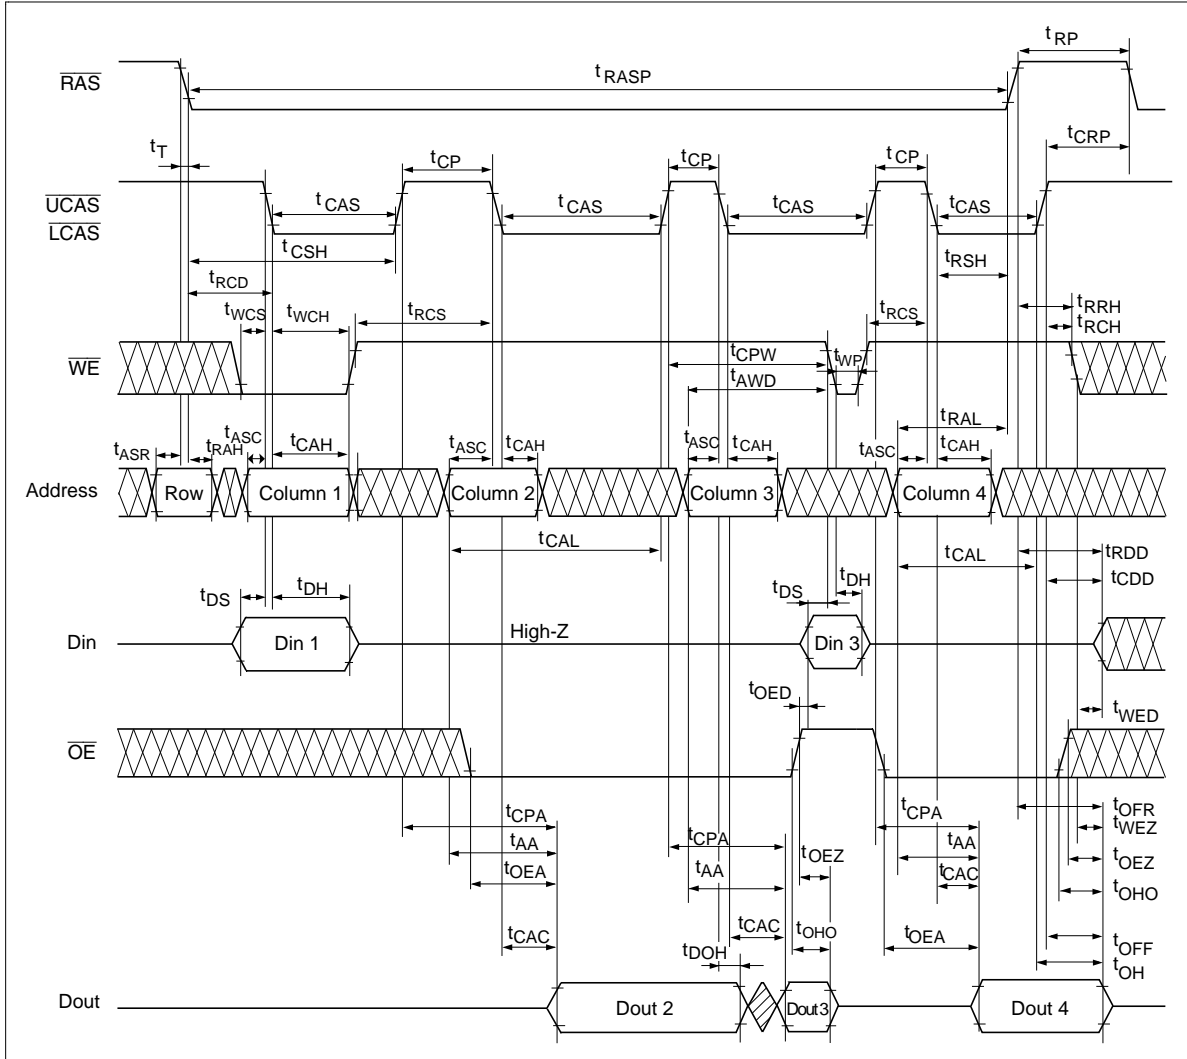 tRP
RAS
tRASP
tT
tCP
tCP
tCP
tCRP
UCAS
LCAS
tCAS
tCAS
tCAS
tCAS
tCSH
tRSH
tRCD
tWCS
tWCH
tRCS
tRCS
tRRH
tRCH
WE
tCPW
tWP
tAWD
tRAL
tASR
tRAH
tASC
tCAH
tASC
tCAH
tASC
tCAH
tASC
tCAH
Address
Row
Column 1
Column 2
Column 3
Column 4
tCAL
tCAL
tRDD
tCDD
tDS
tDH
tDS
tDH
Din
Din 1
High-Z
Din 3
tOED
tWED
OE
tCPA
tCPA
tCPA
tOFR
tWEZ
tAA
tAA
tAA
tOEZ
tOEZ
tOEA
tCAC
tOHO
tCAC
tCAC
tOHO
tOEA
tDOH
tOFF
tOH
Dout
Dout 2
Dout3
Dout 4